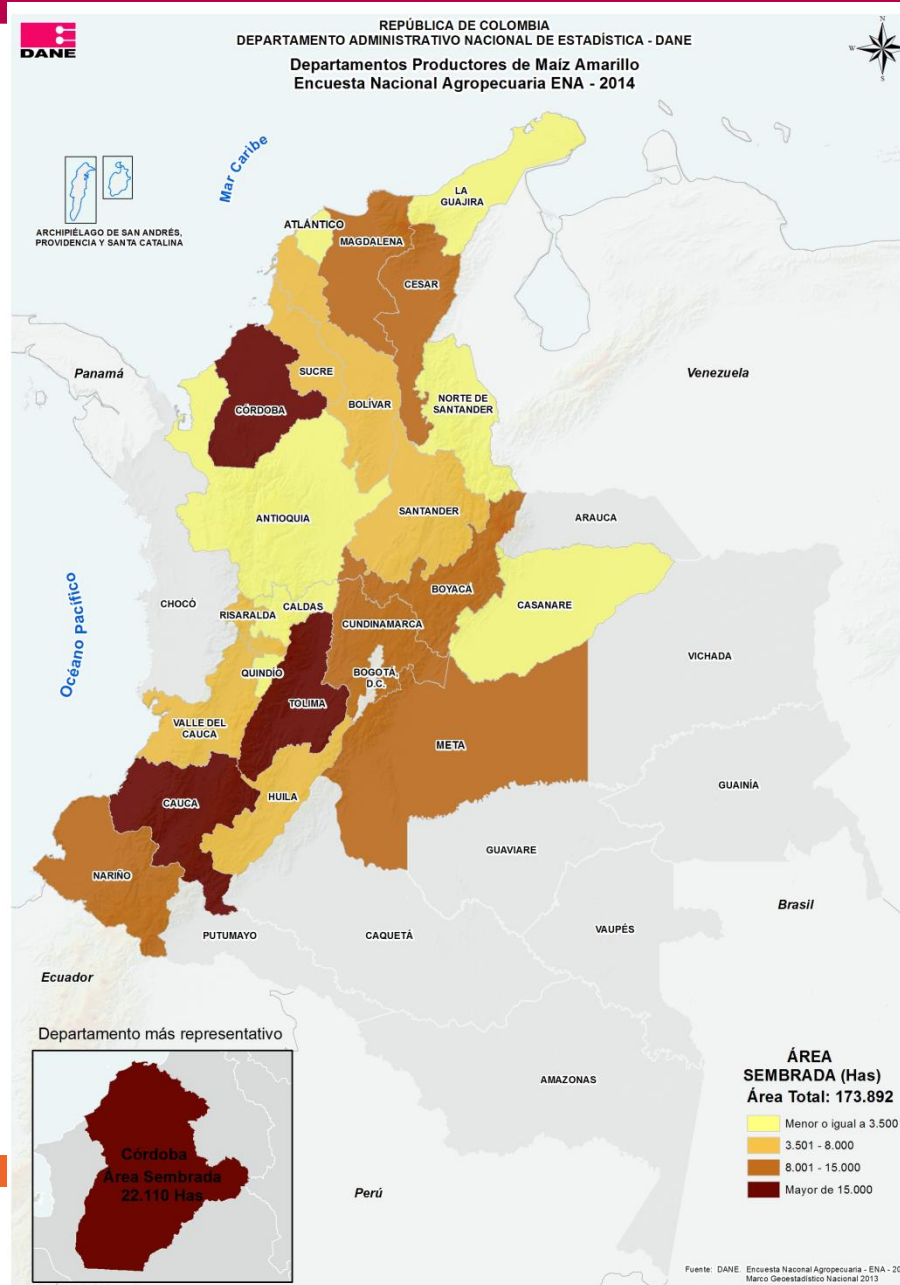 DANE
REPÚBLICA DE COLOMBIA
DEPARTAMENTO ADMINISTRATIVO NACIONAL DE ESTADÍSTICA - DANE
Departamentos Productores de Maíz Amarillo
Encuesta Nacional Agropecuaria ENA - 2014
N
W
E
S
Mar Caribe
ARCHIPIÉLAGO DE SAN ANDRÉS,
PROVIDENCIA Y SANTA CATALINA
LA
GUAJIRA
ATLÁNTICO
MAGDALENA
CESAR
Panamá
SUCRE
Venezuela
CÓRDOBA
BOLÍVAR
NORTE DE
SANTANDER
ANTIOQUIA
SANTANDER
ARAUCA
Océano Pacífico
CHOCÓ
RISARALDA
CALDAS
BOYACÁ
CASANARE
CUNDINAMARCA
VICHADA
QUINDÍO
BOGOTÁ,
D.C.
TOLIMA
VALLE DEL
CAUCA
META
GUAINÍA
CAUCA
HUILA
GUAVIARE
NARIÑO
Brasil
PUTUMAYO
CAQUETÁ
VAUPÉS
Ecuador
AMAZONAS
Perú
Departamento más representativo
Córdoba
Área Sembrada
22.110 Has
ÁREA
SEMBRADA (Has)
Área Total: 173.892
Menor o igual a 3.500
3.501 - 8.000
8.001 - 15.000
Mayor de 15.000
Fuente: DANE. Encuesta Naconal Agropecuaria - ENA - 20
Marco Geoestadístico Nacional 2013